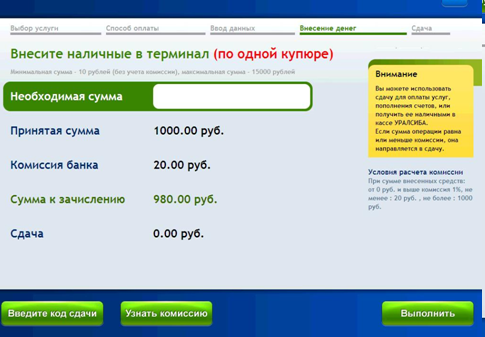 Выбор услуги
Способ оплаты
Ввод данных
Внесение денег
Сдача
Внесите наличные в терминал (по одной купюре)
Минимальная сумма - 10 рублей (без учета комиссии), максимальная сумма - 15000 рублей
Необходимая сумма
Принятая сумма 1000.00 руб.
Комиссия банка 20.00 руб.
Сумма к зачислению 980.00 руб.
Сдача 0.00 руб.
Внимание
Вы можете использовать
сдачу для оплаты услуг,
пополнения счетов, или
получить ее наличными в
кассе УРАЛСИБА.
Если сумма операции равна
или меньше комиссии, она
направляется в сдачу.
Условия расчета комиссии
При сумме внесенных средств:
от 0 руб. и выше комиссия 1%, не
менее : 20 руб. , не более : 1000
руб.
Введите код сдачи
Узнать комиссию
Выполнить